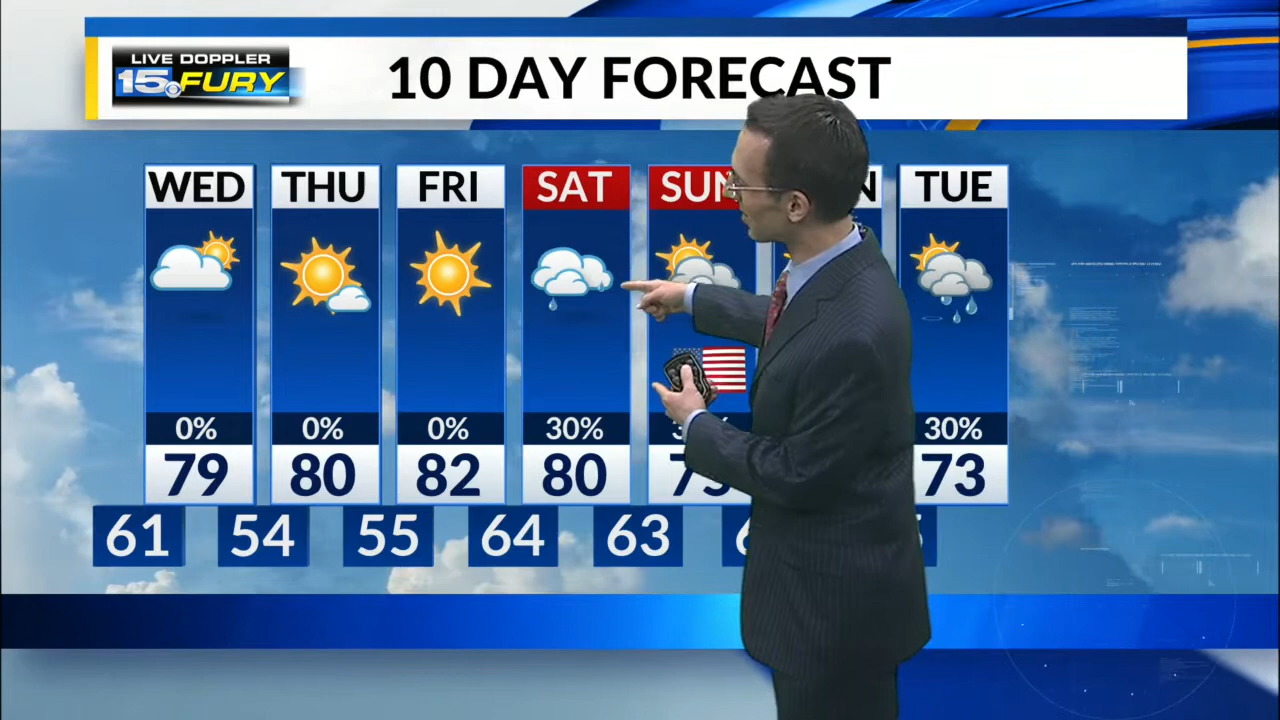 LIVE DOPPLER
15 FURY
10 DAY FORECAST
WED THU FRI SAT SUN TUE
0% 0% 0% 30% 30%
79 80 82 80 73
61 54 55 64 63